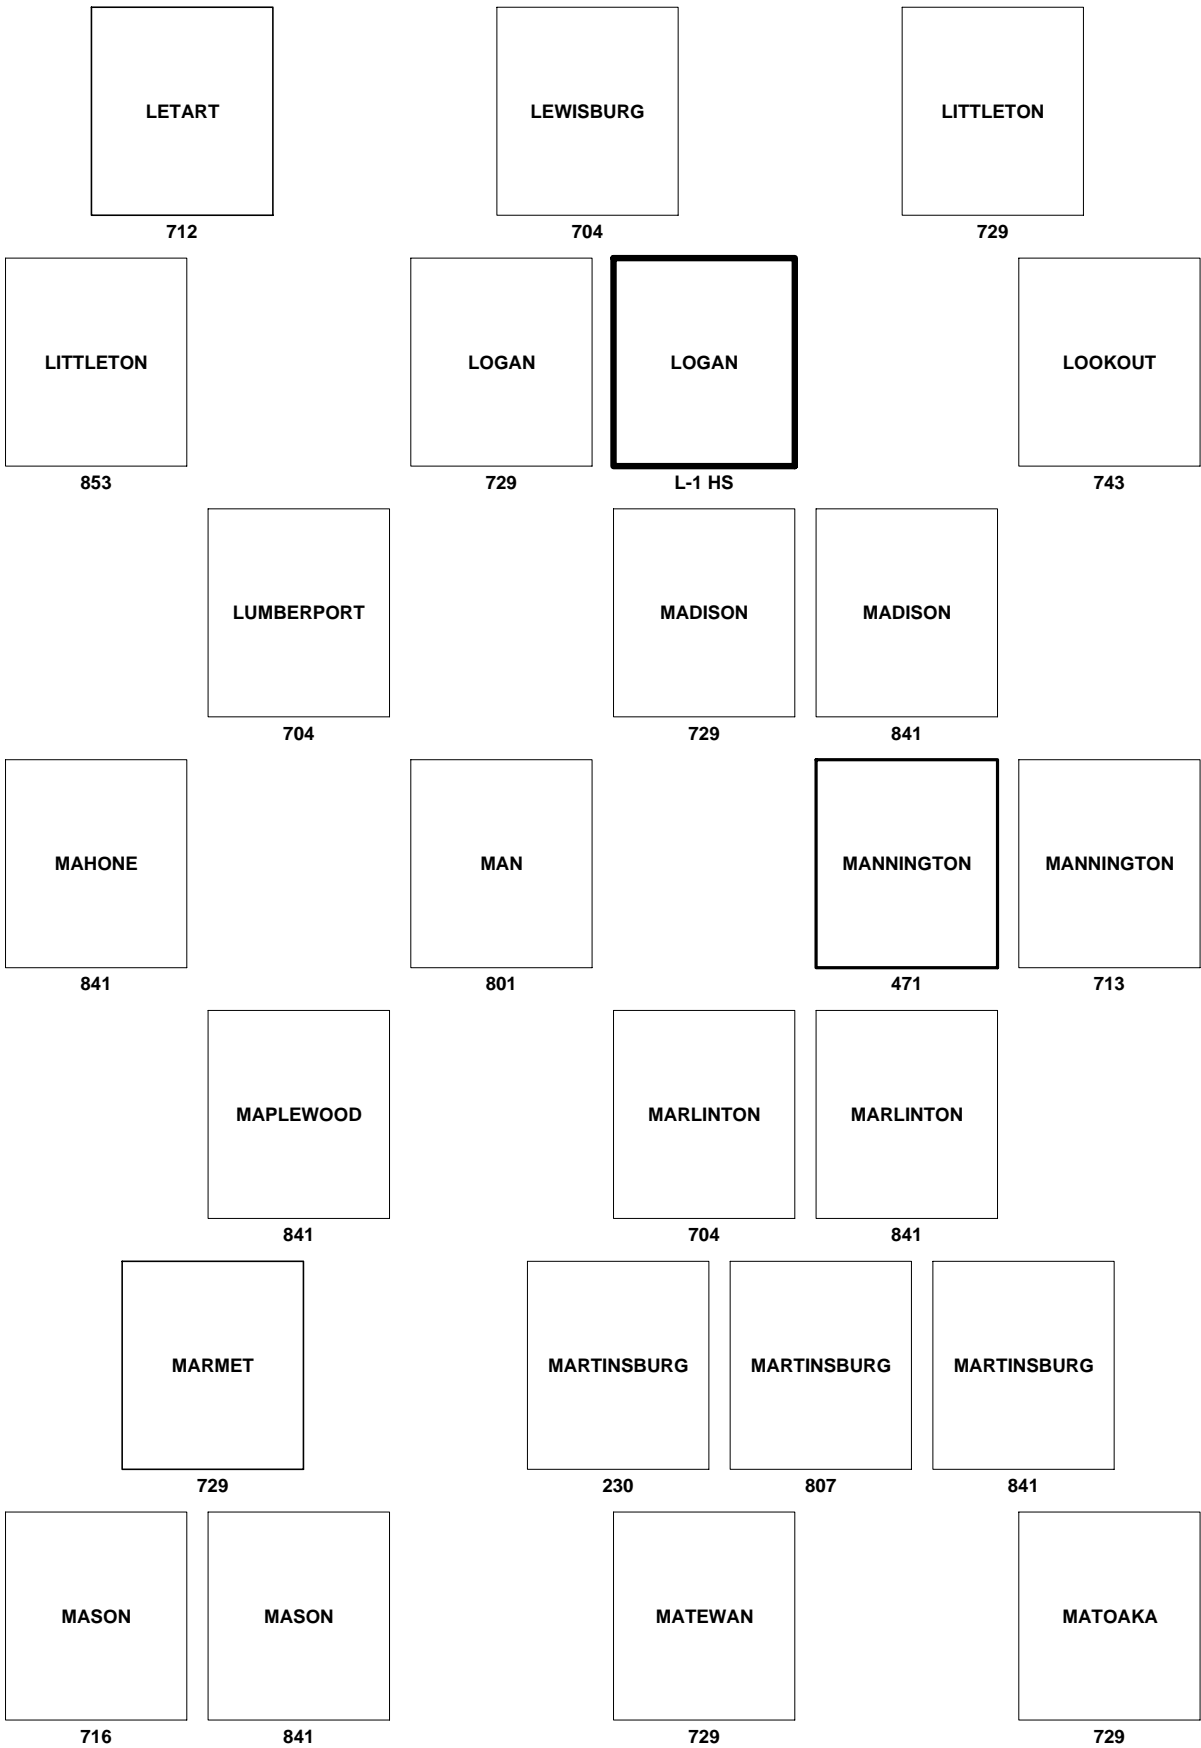 LETART LEWISBURG LITTLETON
712 704 729
LITTLETON LOGAN LOGAN LOOKOUT
853 729 L-1 HS 743
LUMBERPORT MADISON MADISON
704 729 841
MAHONE MAN MANNINGTON MANNINGTON
841 801 471 713
MAPLEWOOD MARLINTON MARLINTON
841 704 841
MARMET MARTINSBURG MARTINSBURG MARTINSBURG
729 230 807 841
MASON MASON MATEWAN MATOAKA
716 841 729 729